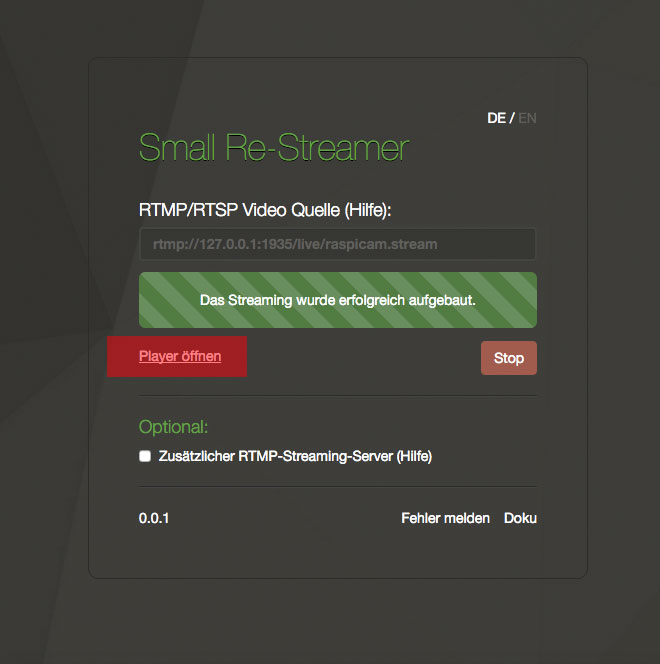 DE / EN
Small Re-Streamer
RTMP/RTSP Video Quelle (Hilfe):
rtmp://127.0.0.1:1935/live/raspicam.stream
Das Streaming wurde erfolgreich aufgebaut.
Player öffnen
Stop
Optional:
Zusätzlicher RTMP-Streaming-Server (Hilfe)
0.0.1 Fehler melden Doku